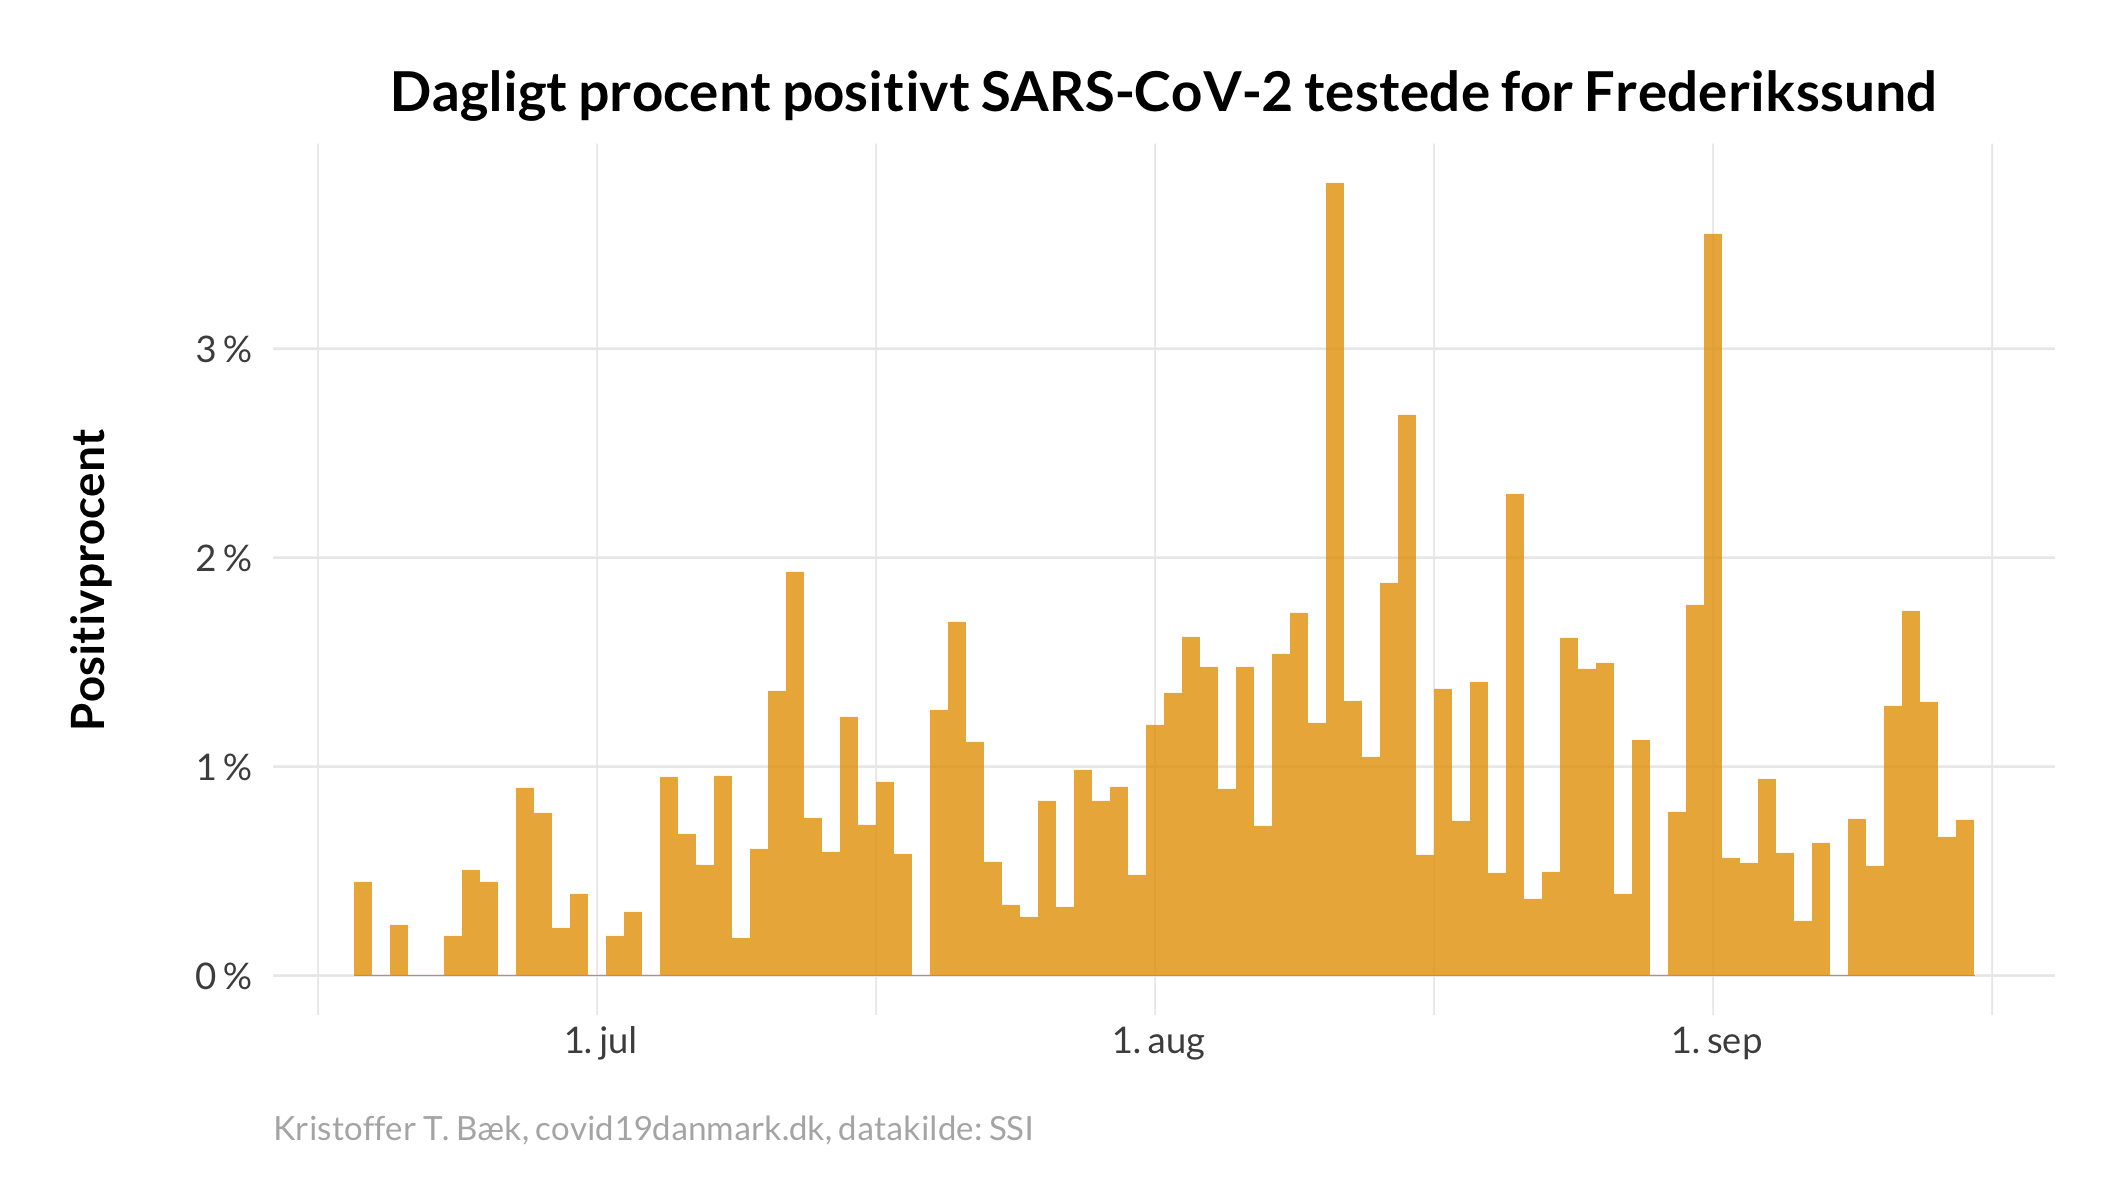 Dagligt procent positivt SARS-CoV-2 testede for Frederikssund
Positivprocent
3 %
2 %
1 %
0 %
1. jul
1. aug
1. sep
Kristoffer T. Bæk, covid19danmark.dk, datakilde: SSI